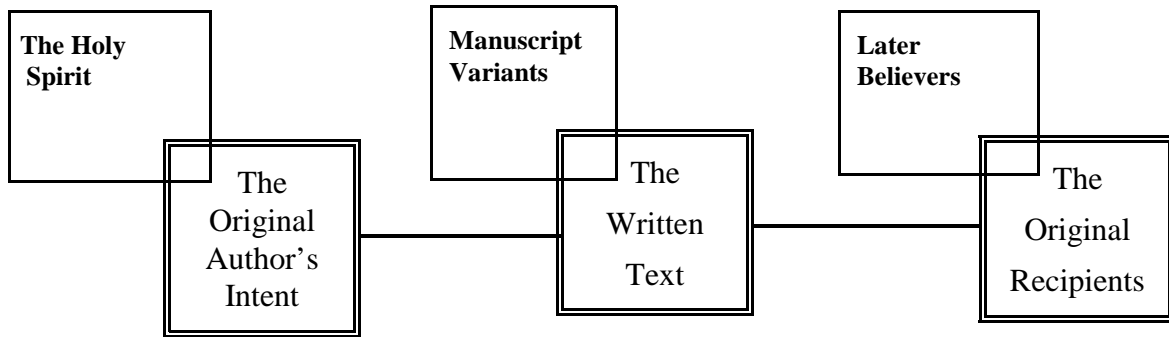 The Holy
Spirit
Manuscript
Variants
Later
Believers
The
Original
Author's
Intent
The
Written
Text
The
Original
Recipients